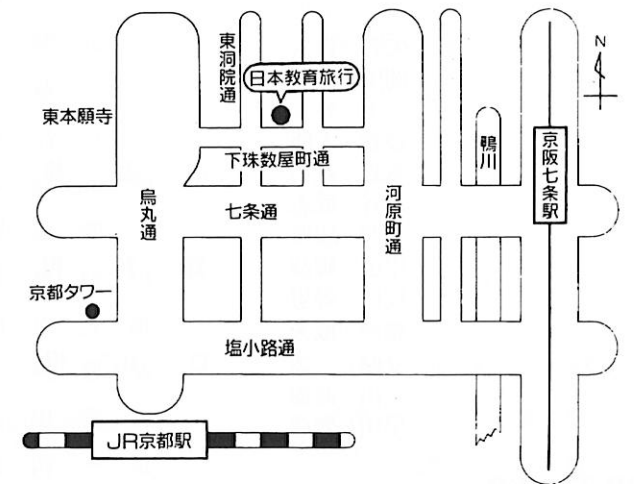 N
東洞院通
日本教育旅行
東本願寺
鴨川
京阪七条駅
下珠数屋町通
烏丸通
七条通
河原町通
京都タワー
塩小路通
JR京都駅